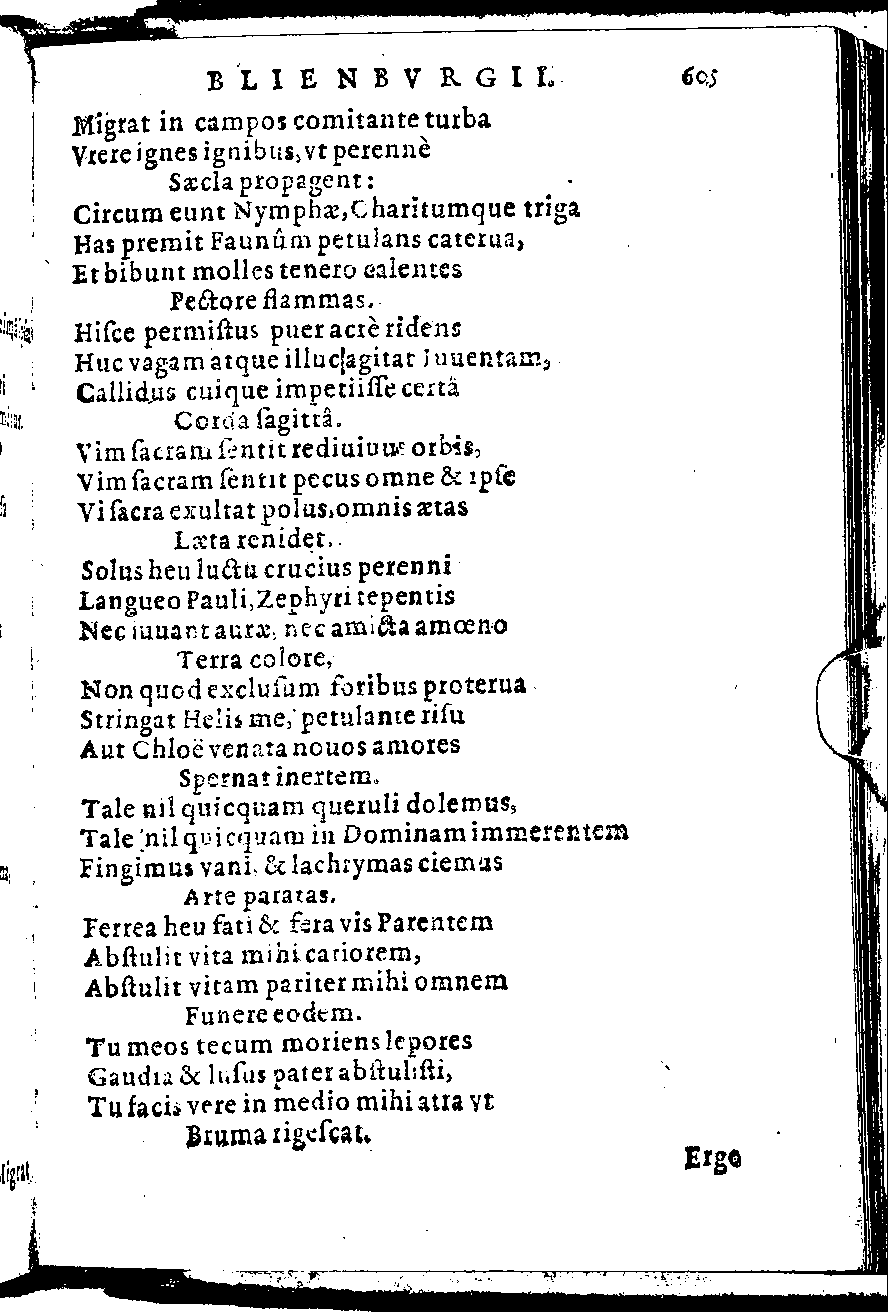 BLIENBVRGII. 605
Migrat in campos comitante turba
Vrere ignes ignibus, vt perennè
Sæcla propagent:
Circum eunt Nymphæ, Charitumque triga
Has premit Faunûm petulans caterua,
Et bibunt molles tenero calentes
Pectore flammas.
Hiſce permiſtus puer acrè ridens
Huc vagam atque illuc agitat iuuentam,
Callidus cuique impetiiſſe certâ
Corda ſagittâ.
Vim ſacram ſentit rediuiuus orbis,
Vim ſacram ſentit pecus omne & ipſe
Vi ſacra exultat polus, omnis ætas
Læta renidet.
Solus heu luctu crucius perenni
Langueo Pauli, Zephyri tepentis
Nec iuuant auræ, nec amicta amœno
Terra colore,
Non quod excluſum foribus proterua
Stringat Helis me, petulante riſu
Aut Chloë venata nouos amores
Spernat inertem.
Tale nil quicquam queruli dolemus,
Tale nil quicquam in Dominam immerentem
Fingimus vani, & lachrymas ciemus
Arte paratas.
Ferrea heu fati & fera vis Parentem
Abſtulit vita mihi cariorem,
Abſtulit vitam pariter mihi omnem
Funere eodem.
Tu meos tecum moriens lepores
Gaudia & luſus pater abſtuliſti,
Tu facis vere in medio mihi atra vt
Bruma rigeſcat.
Ergo